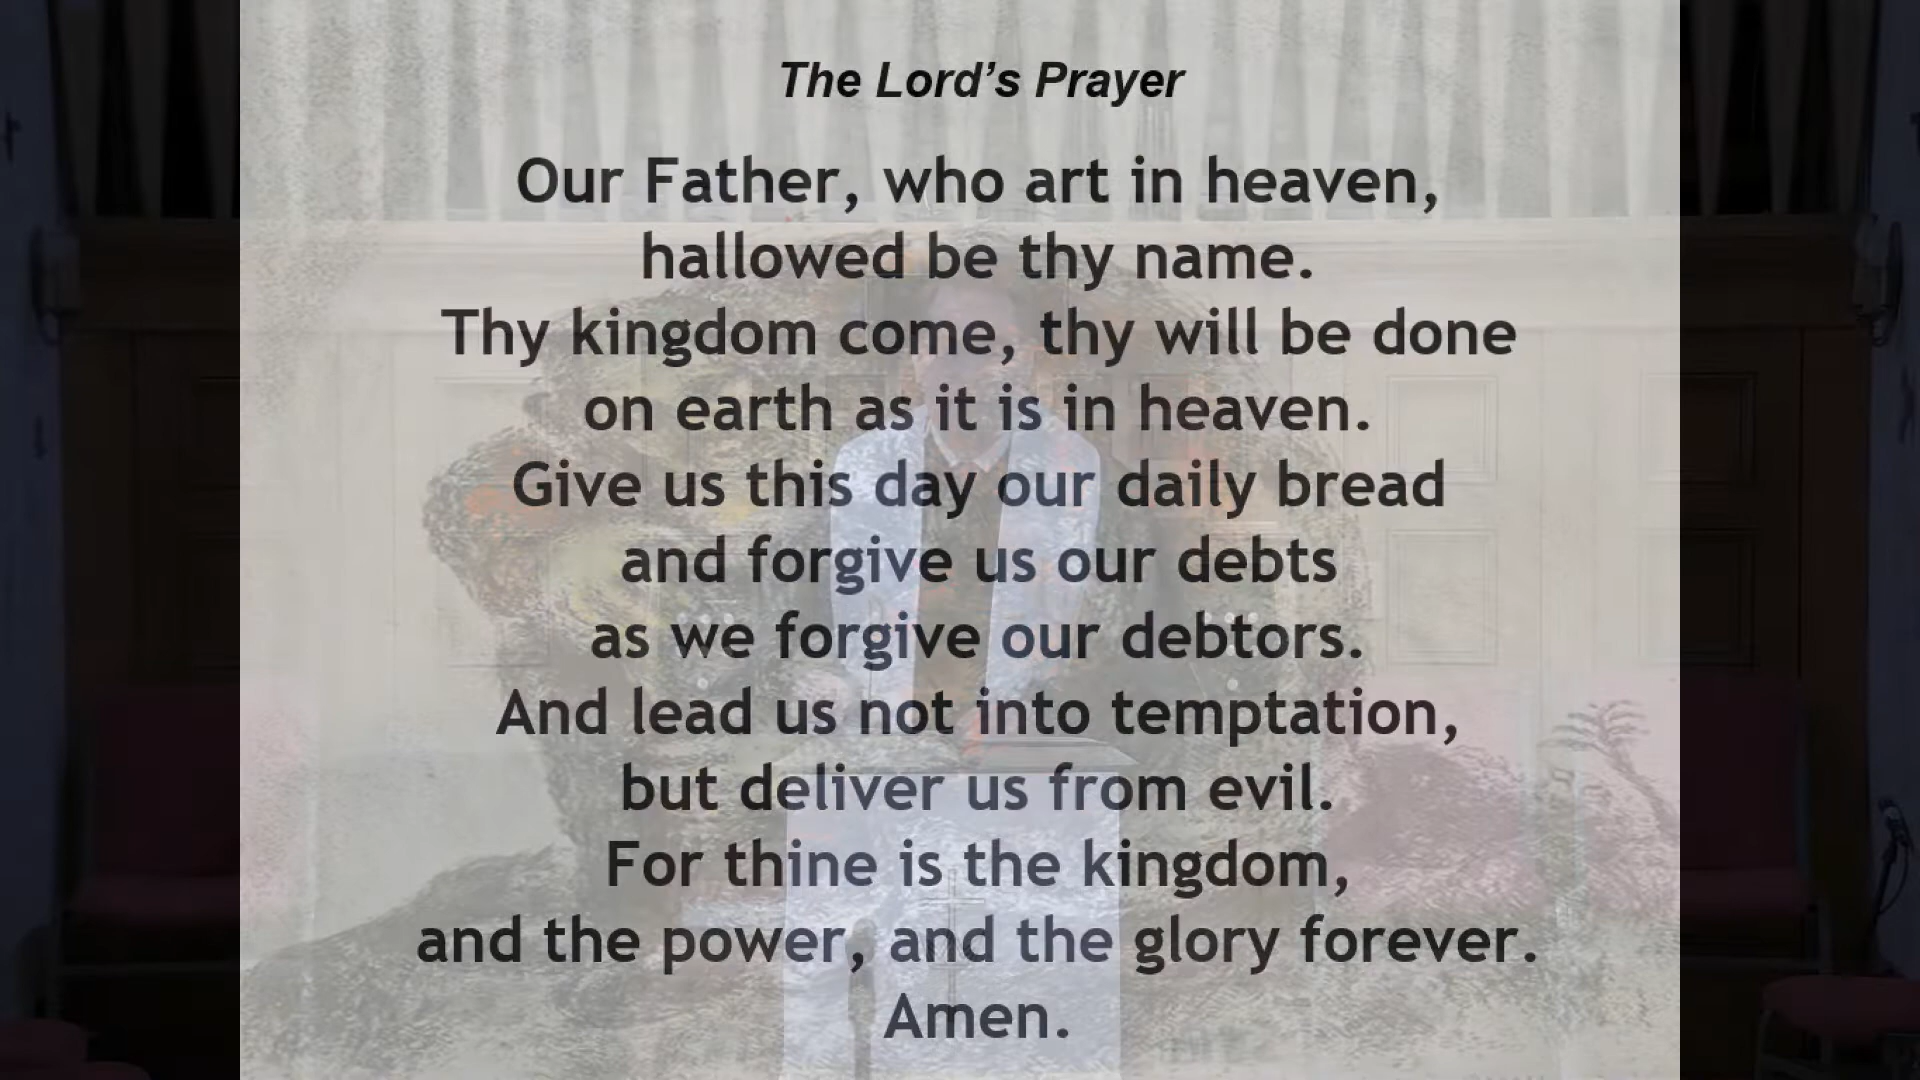 The Lord’s Prayer
Our Father, who art in heaven,
hallowed be thy name.
Thy kingdom come, thy will be done
on earth as it is in heaven.
Give us this day our daily bread
and forgive us our debts
as we forgive our debtors.
And lead us not into temptation,
but deliver us from evil.
For thine is the kingdom,
and the power, and the glory forever.
Amen.